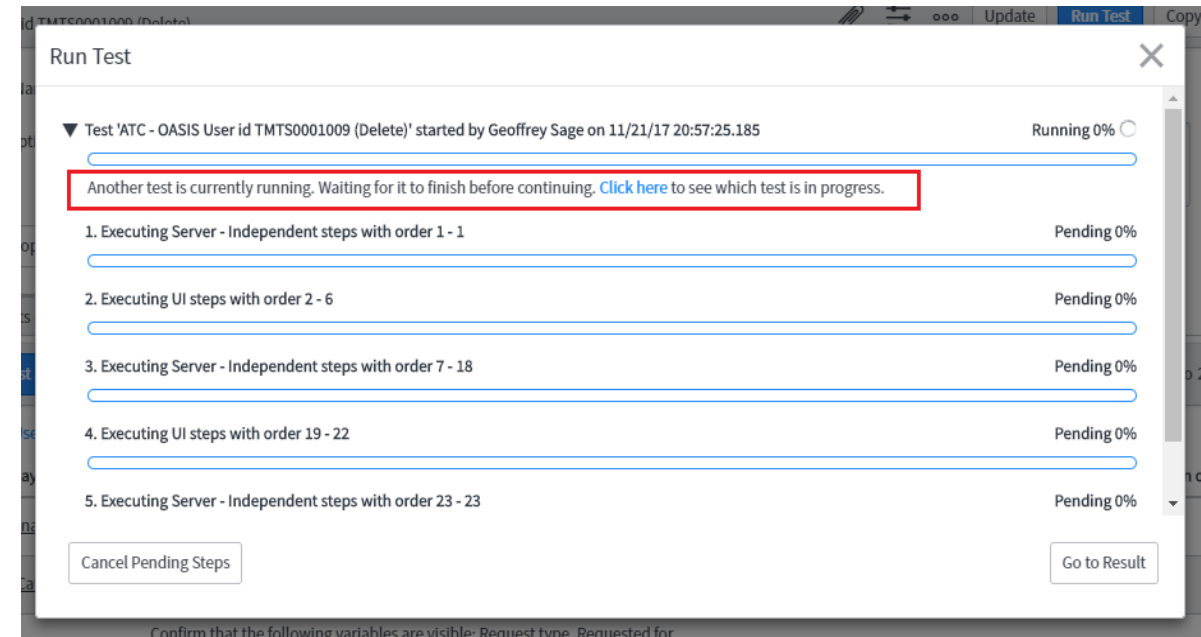 id TMTS0001009 (Delete)
Update
Run Test
Copy
Run Test
Test 'ATC - OASIS User id TMTS0001009 (Delete)' started by Geoffrey Sage on 11/21/17 20:57:25.185
Running 0%
Another test is currently running. Waiting for it to finish before continuing. Click here to see which test is in progress.
1. Executing Server - Independent steps with order 1 - 1
Pending 0%
2. Executing UI steps with order 2 - 6
Pending 0%
3. Executing Server - Independent steps with order 7 - 18
Pending 0%
4. Executing UI steps with order 19 - 22
Pending 0%
5. Executing Server - Independent steps with order 23 - 23
Pending 0%
Cancel Pending Steps
Go to Result
Confirm that the following variables are visible: Request type, Requested for